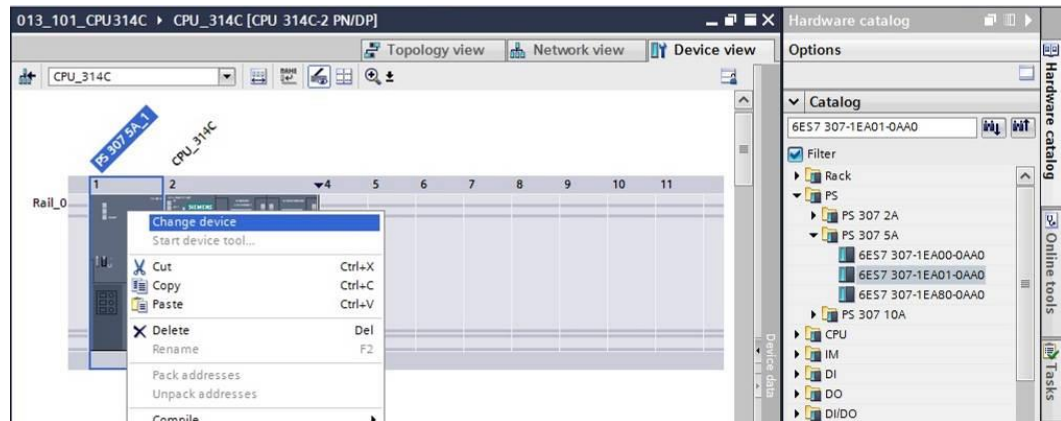 013_101_CPU314C ▸ CPU_314C [CPU 314C-2 PN/DP]
Topology view
Network view
Device view
CPU_314C
PS 307 5A_1
CPU_314C
1 2 4 5 6 7 8 9 10 11
Rail_0
SIEMENS
Change device
Start device tool...
Cut Ctrl+X
Copy Ctrl+C
Paste Ctrl+V
Delete Del
Rename F2
Pack addresses
Unpack addresses
Compile
Device data
Hardware catalog
Options
Catalog
6ES7 307-1EA01-0AA0
Filter
Rack
PS
PS 307 2A
PS 307 5A
6ES7 307-1EA00-0AA0
6ES7 307-1EA01-0AA0
6ES7 307-1EA80-0AA0
PS 307 10A
CPU
IM
DI
DO
DI/DO
Hardware catalog
Online tools
Tasks